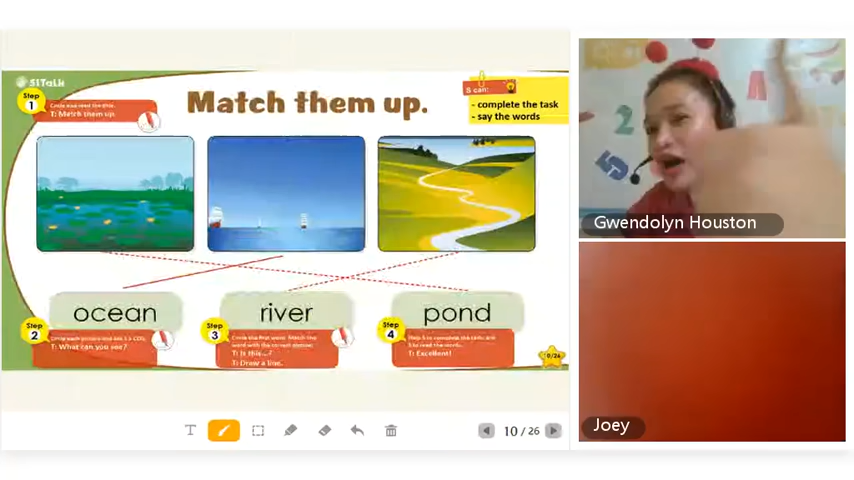 51Talk
Step 1
T: Match them up.
Match them up.
S can:
- complete the task
- say the words
Gwendolyn Houston
ocean
river
pond
Step 2
T: What can you see?
Step 3
T: Is this...?
T: Draw a line.
Step 4
T: Excellent!
10/26
Joey
T
10 / 26